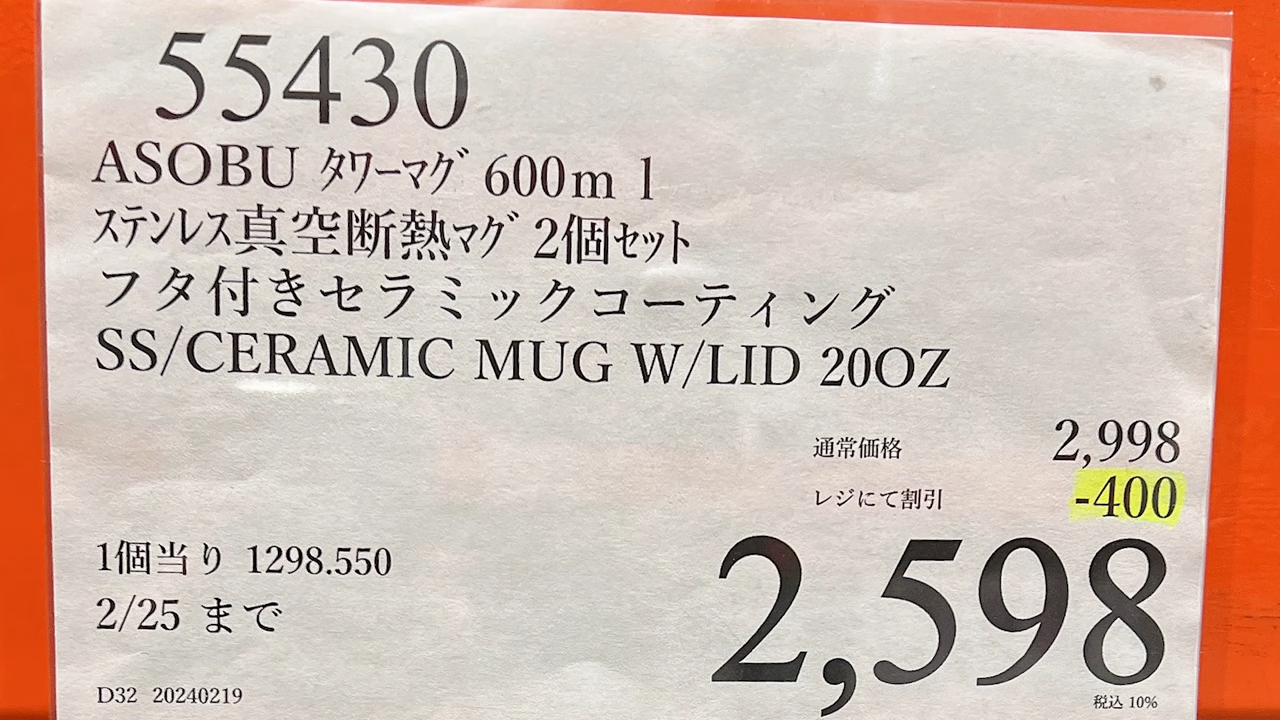 55430
ASOBU ﾀﾜｰﾏｸﾞ 600ml
ｽﾃﾝﾚｽ真空断熱ﾏｸﾞ 2個ｾｯﾄ
フタ付きセラミックコーティング
SS/CERAMIC MUG W/LID 20OZ
通常価格 2,998
レジにて割引 -400
1個当り 1298.550
2/25 まで
2,598
D32 20240219
税込 10%